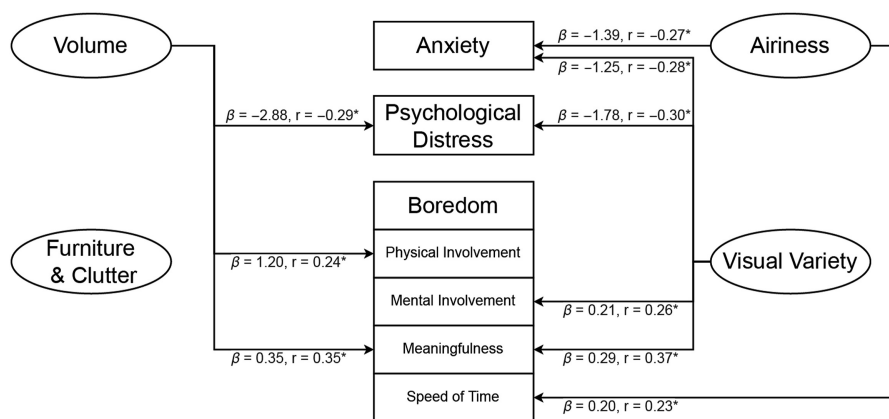 Volume
Anxiety
β = −1.39, r = −0.27*
Airiness
β = −1.25, r = −0.28*
β = −2.88, r = −0.29*
Psychological
Distress
β = −1.78, r = −0.30*
Boredom
Furniture
& Clutter
β = 1.20, r = 0.24*
Physical Involvement
Visual Variety
Mental Involvement
β = 0.21, r = 0.26*
β = 0.35, r = 0.35*
Meaningfulness
β = 0.29, r = 0.37*
Speed of Time
β = 0.20, r = 0.23*